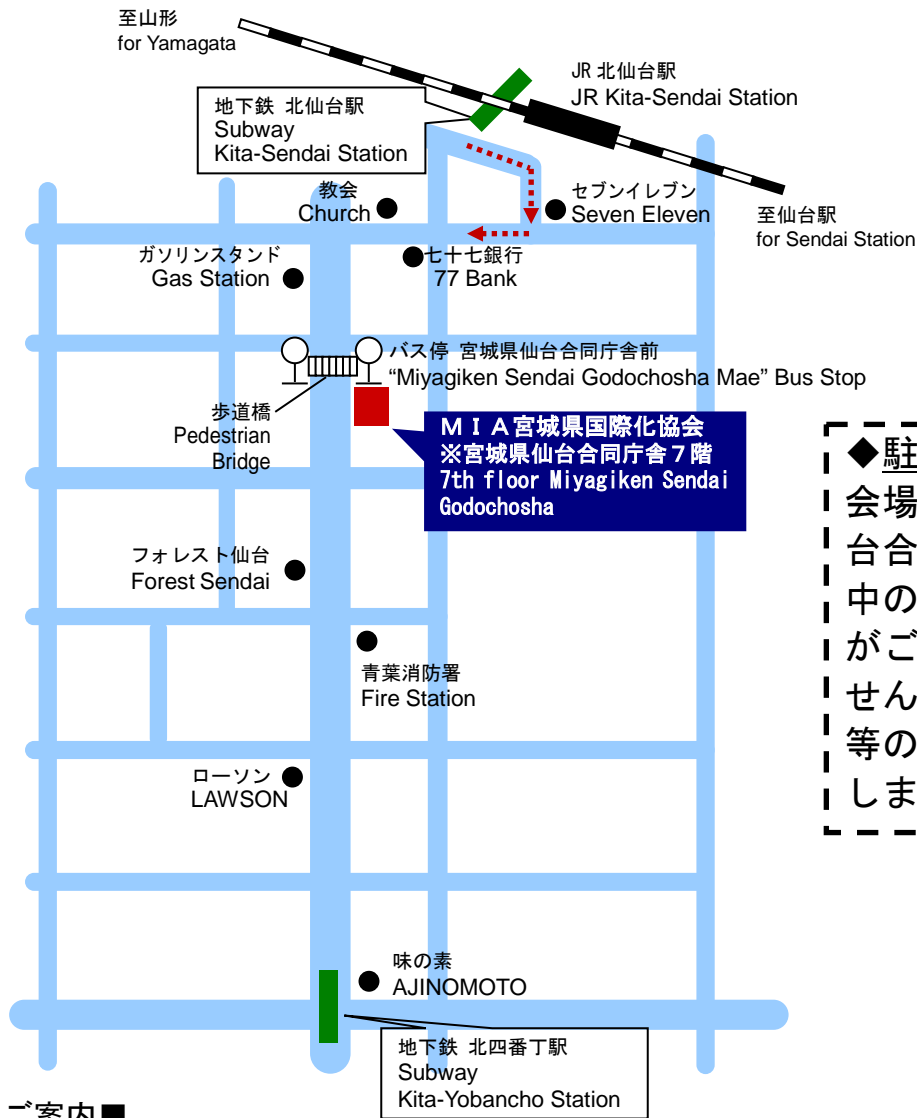 至山形
for Yamagata
JR 北仙台駅
JR Kita-Sendai Station
地下鉄 北仙台駅
Subway
Kita-Sendai Station
教会
Church
セブンイレブン
Seven Eleven
至仙台駅
for Sendai Station
ガソリンスタンド
Gas Station
七十七銀行
77 Bank
バス停 宮城県仙台合同庁舎前
“Miyagiken Sendai Godochosha Mae” Bus Stop
歩道橋
Pedestrian
Bridge
ＭＩＡ宮城県国際化協会
※宮城県仙台合同庁舎７階
7th floor Miyagiken Sendai
Godochosha
◆駐
会場
台合
中の
がご
せん
等の
しま
フォレスト仙台
Forest Sendai
青葉消防署
Fire Station
ローソン
LAWSON
味の素
AJINOMOTO
地下鉄 北四番丁駅
Subway
Kita-Yobancho Station
ご案内■